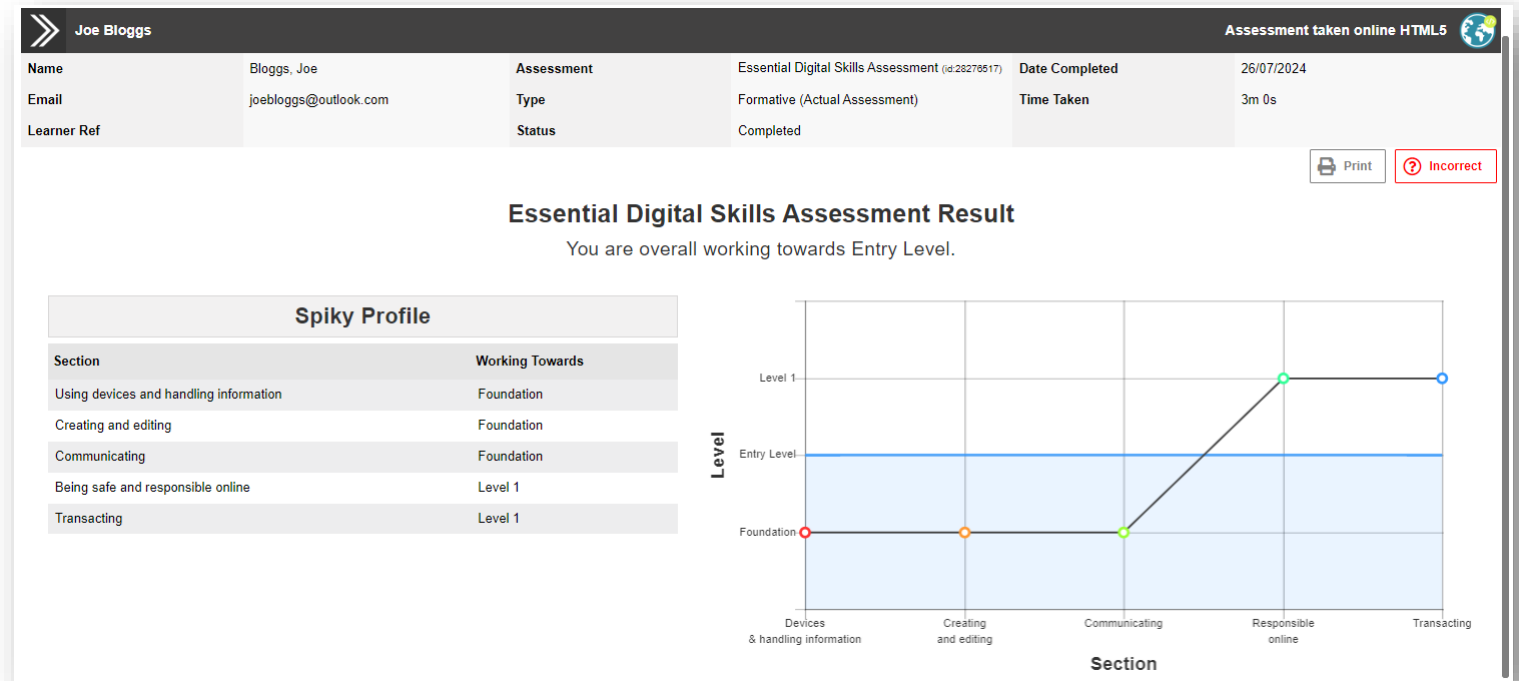 Joe Bloggs
Assessment taken online HTML5
Name Bloggs, Joe Assessment Essential Digital Skills Assessment (id:28276517) Date Completed 26/07/2024
Email joebloggs@outlook.com Type Formative (Actual Assessment) Time Taken 3m 0s
Learner Ref Status Completed
Print
Incorrect
Essential Digital Skills Assessment Result
You are overall working towards Entry Level.
Spiky Profile
Section Working Towards
Using devices and handling information Foundation
Creating and editing Foundation
Communicating Foundation
Being safe and responsible online Level 1
Transacting Level 1
Level
Level 1
Entry Level
Foundation
Devices
& handling information
Creating
and editing
Communicating
Responsible
online
Transacting
Section